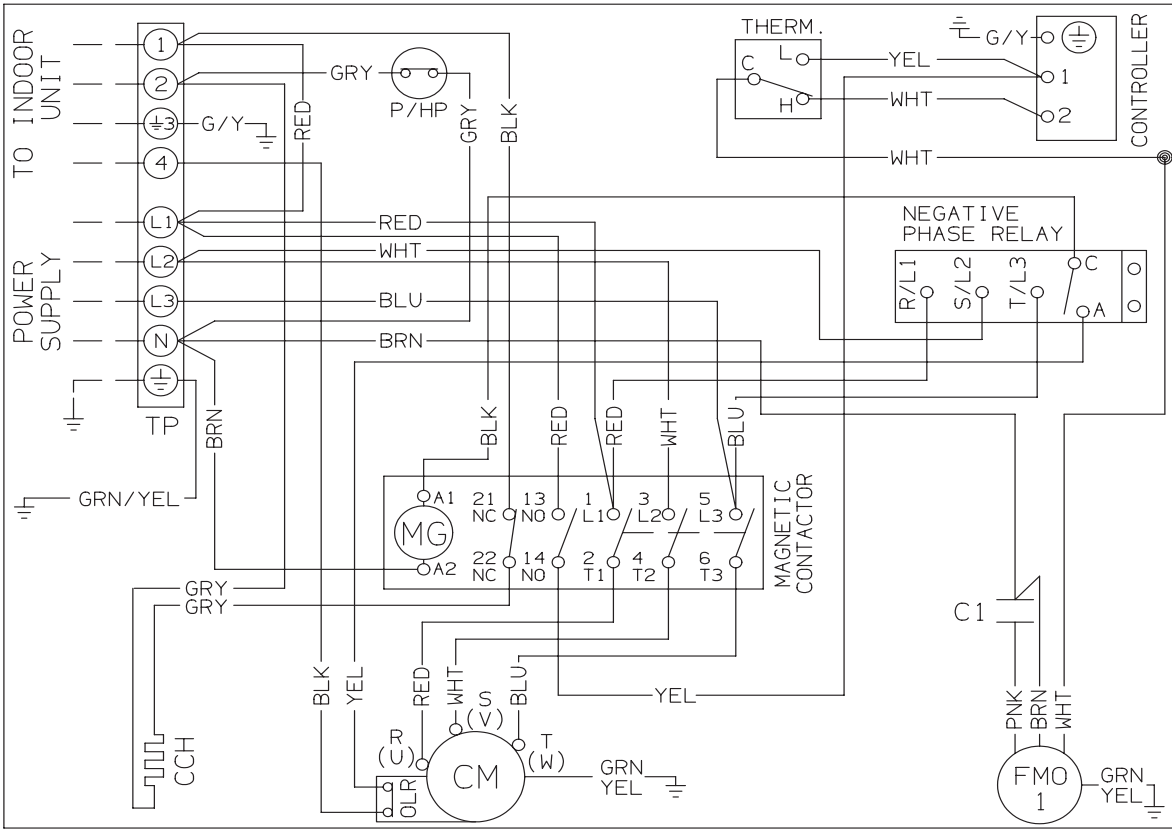 TO INDOOR
UNIT
POWER
SUPPLY
1
2
3
4
L1
L2
L3
N
TP
G/Y
RED
GRY
P/HP
GRY
BLK
RED
WHT
BLU
BRN
BRN
GRN/YEL
THERM.
C
L
H
YEL
WHT
WHT
G/Y
1
2
CONTROLLER
NEGATIVE
PHASE RELAY
R/L1
S/L2
T/L3
C
A
BLK
RED
RED
WHT
BLU
A1
MG
A2
21
NC
22
NC
13
NO
14
NO
1
L1
2
T1
3
L2
4
T2
5
L3
6
T3
MAGNETIC
CONTACTOR
GRY
GRY
CCH
BLK
YEL
RED
WHT
BLU
YEL
R
(U)
S
(V)
T
(W)
OLR
CM
GRN
YEL
C1
PNK
BRN
WHT
FMO
1
GRN
YEL